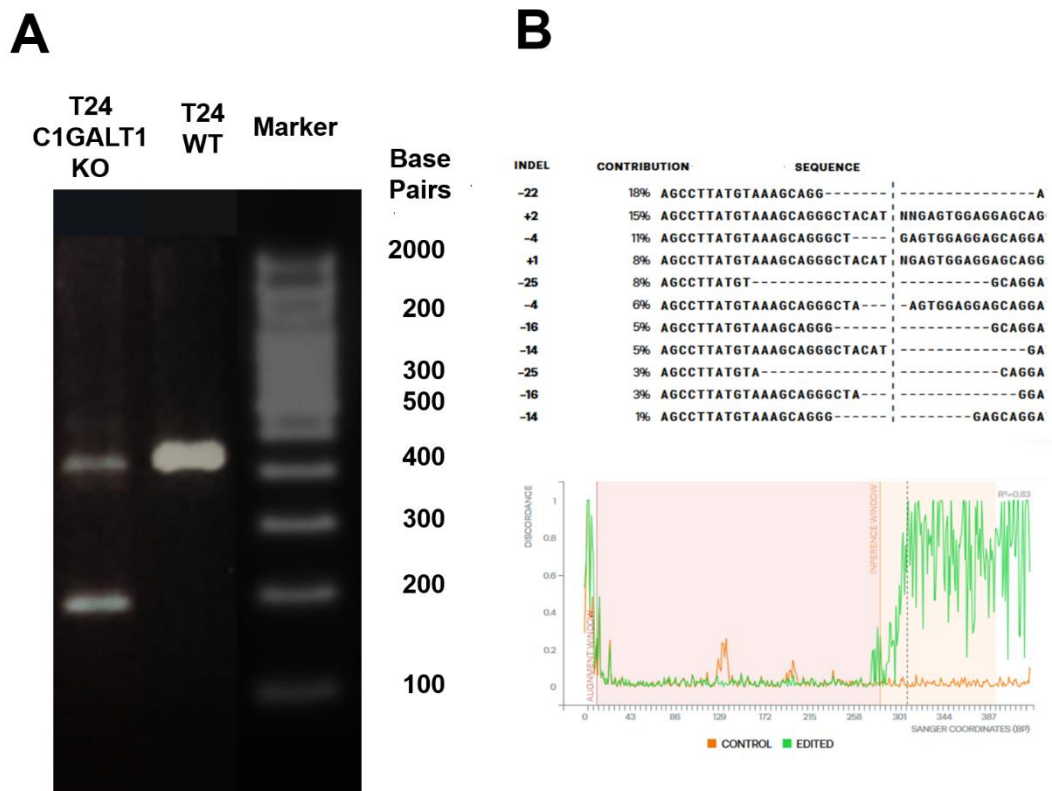 A
B
T24
C1GALT1
KO
T24
WT
Marker
Base
Pairs
2000
200
300
500
400
300
200
100
INDEL CONTRIBUTION SEQUENCE
-22 18% AGCCTTATGTAAAGCAGG-------¦-----------------A
+2 15% AGCCTTATGTAAAGCAGGGCTACAT¦NNGAGTGGAGGAGCAG
-4 11% AGCCTTATGTAAAGCAGGGCT----¦GAGTGGAGGAGCAGGA
+1 8% AGCCTTATGTAAAGCAGGGCTACAT¦NGAGTGGAGGAGCAGG
-25 8% AGCCTTATGT---------------¦----------GCAGGA
-4 6% AGCCTTATGTAAAGCAGGGCTA---¦-AGTGGAGGAGCAGGA
-16 5% AGCCTTATGTAAAGCAGGG------¦----------GCAGGA
-14 5% AGCCTTATGTAAAGCAGGGCTACAT¦--------------GA
-25 3% AGCCTTATGTA--------------¦-----------CAGGA
-16 3% AGCCTTATGTAAAGCAGGGCTA---¦-------------GGA
-14 1% AGCCTTATGTAAAGCAGGG------¦--------GAGCAGGA
DISCORDANCE
1
0.8
0.6
0.4
0.2
0
ALIGNMENT WINDOW
INFERENCE WINDOW
R²=0.83
0 43 86 129 172 215 258 301 344 387
SANGER COORDINATES (BP)
CONTROL EDITED